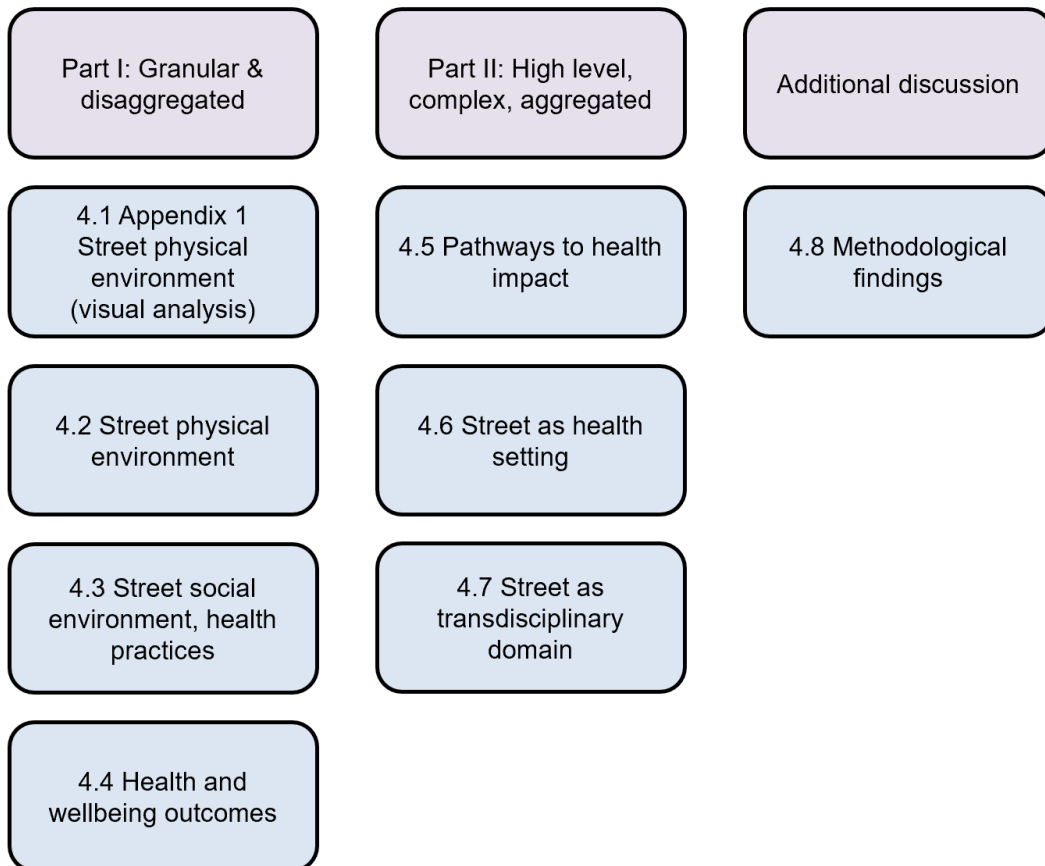 Part I: Granular &
disaggregated
Part II: High level,
complex, aggregated
Additional discussion
4.1 Appendix 1
Street physical
environment
(visual analysis)
4.5 Pathways to health
impact
4.8 Methodological
findings
4.2 Street physical
environment
4.6 Street as health
setting
4.3 Street social
environment, health
practices
4.7 Street as
transdisciplinary
domain
4.4 Health and
wellbeing outcomes